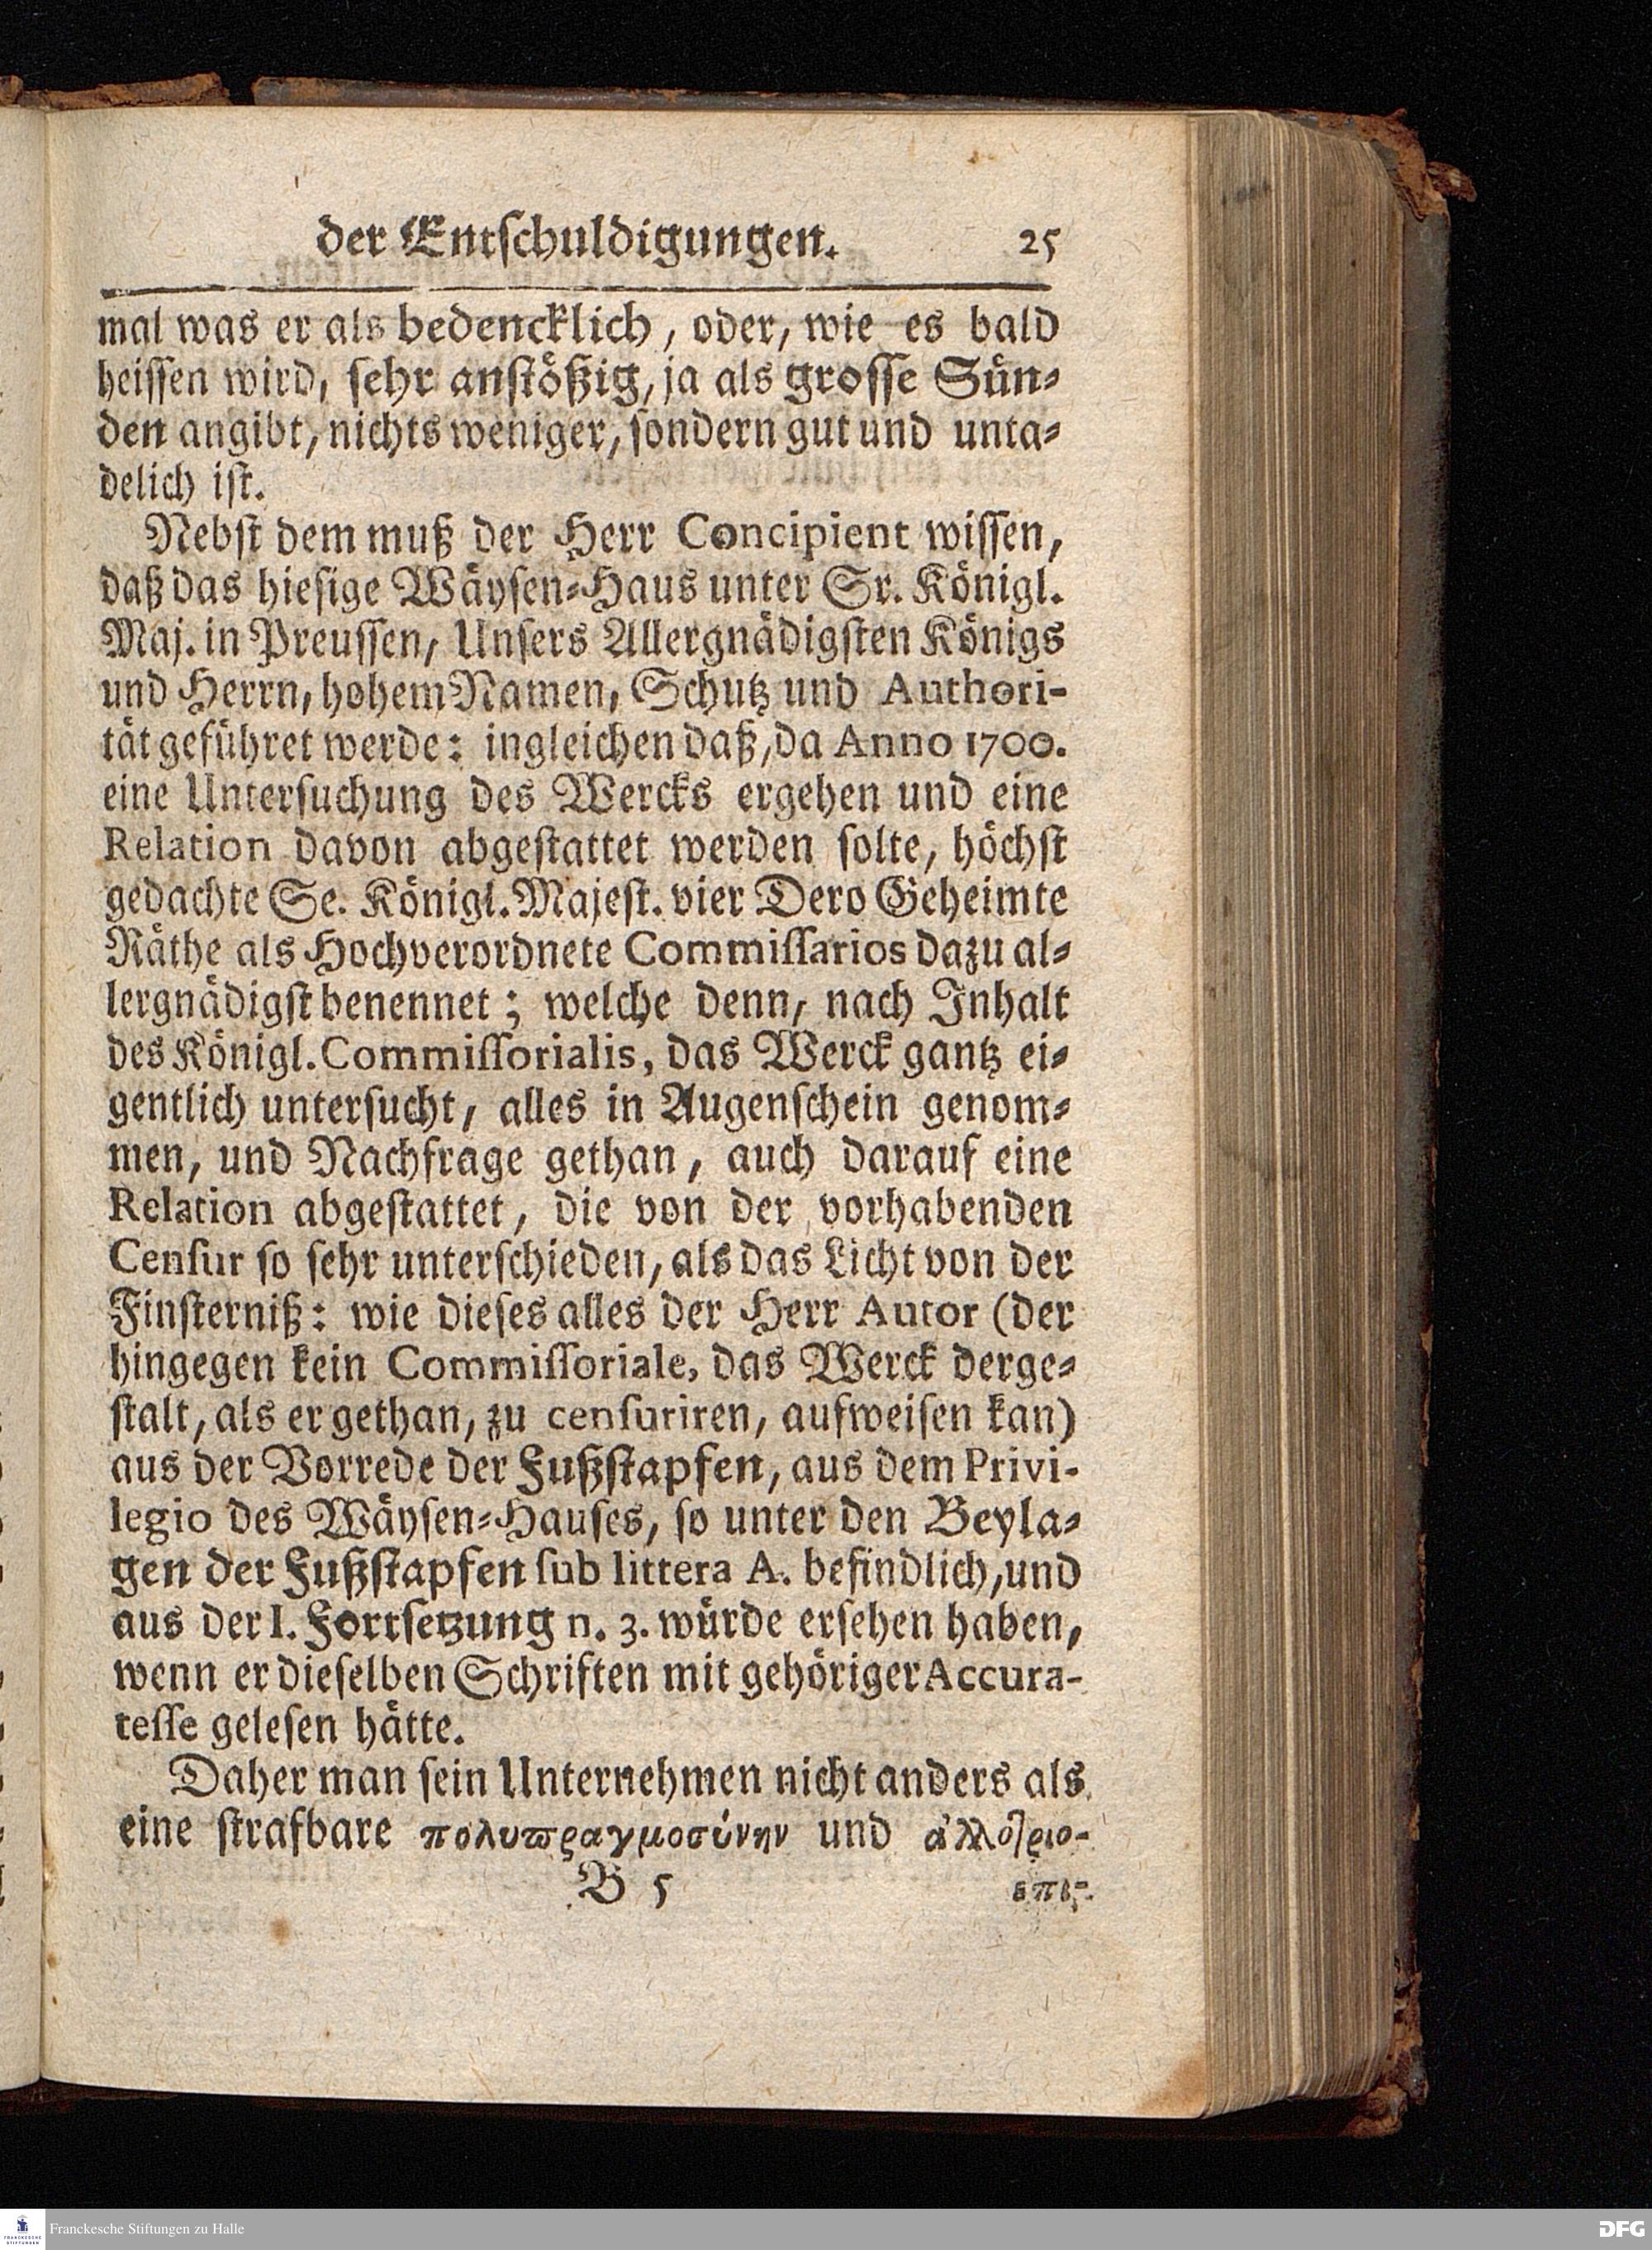 der Entschuldigungen. 25
mal was er als bedencklich, oder, wie es bald
heissen wird, sehr anstößig, ja als grosse Sün-
den angibt, nichts weniger, sondern gut und unta-
delich ist.
Nebst dem muß der Herr Concipient wissen,
daß das hiesige Wäysen-Haus unter Sr. Königl.
Maj. in Preussen, Unsers Allergnädigsten Königs
und Herrn, hohem Namen, Schutz und Authori-
tät geführet werde: ingleichen daß, da Anno 1700.
eine Untersuchung des Wercks ergehen und eine
Relation davon abgestattet werden solte, höchst
gedachte Se. Königl. Majest. vier Dero Geheimte
Räthe als Hochverordnete Commissarios dazu al-
lergnädigst benennet; welche denn, nach Inhalt
des Königl. Commissorialis, das Werck gantz ei-
gentlich untersucht, alles in Augenschein genom-
men, und Nachfrage gethan, auch darauf eine
Relation abgestattet, die von der vorhabenden
Censur so sehr unterschieden, als das Licht von der
Finsterniß: wie dieses alles der Herr Autor (der
hingegen kein Commissoriale, das Werck derge-
stalt, als er gethan, zu censuriren, aufweisen kan)
aus der Vorrede der Fußstapfen, aus dem Privi-
legio des Wäysen-Hauses, so unter den Beyla-
gen der Fußstapfen sub littera A. befindlich, und
aus der I. Fortsetzung n. 3. würde ersehen haben,
wenn er dieselben Schriften mit gehöriger Accura-
tesse gelesen hätte.
Daher man sein Unternehmen nicht anders als
eine strafbare πολυπραγμοσύνην und ἀλλοτριο-
B 5 επι-
Franckesche Stiftungen zu Halle
FRANCKESCHE
STIFTUNGEN
DFG